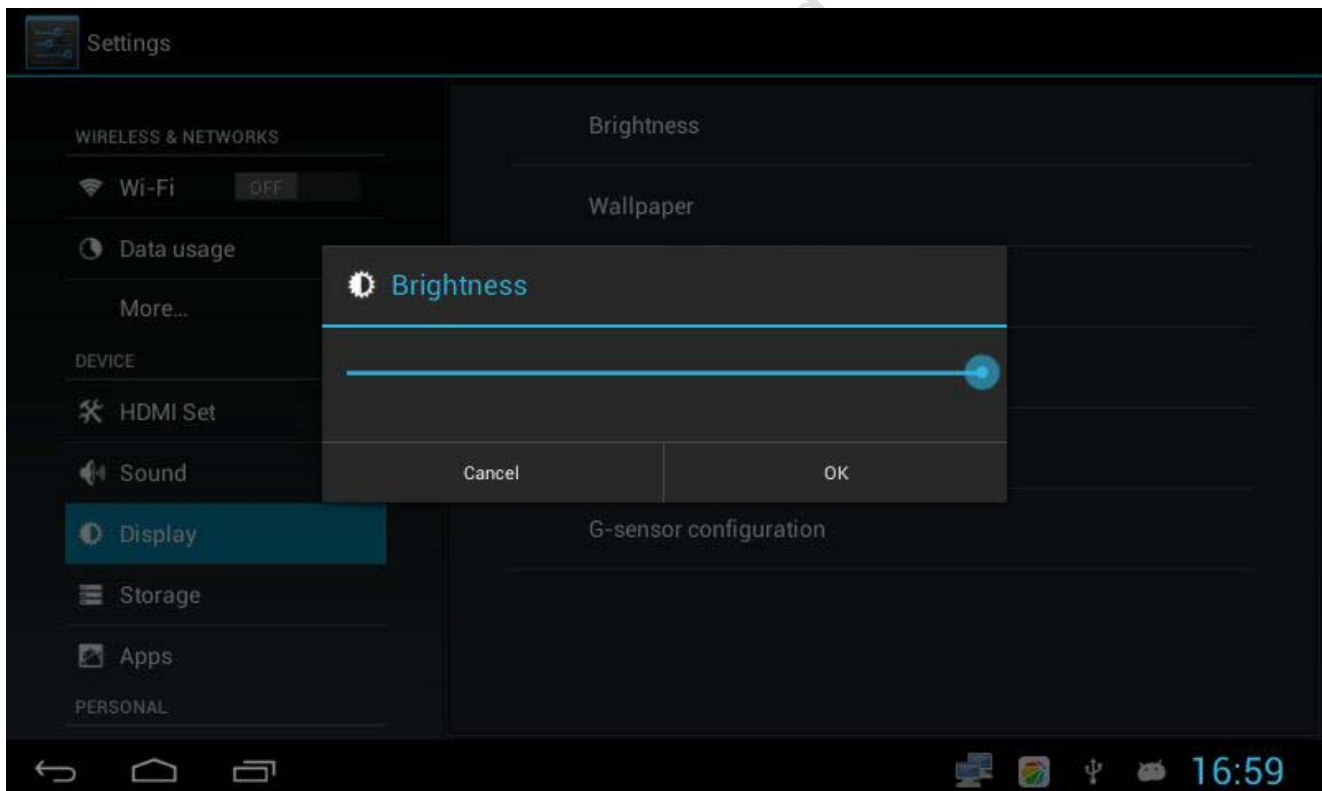 Settings
WIRELESS & NETWORKS
Wi-Fi OFF
Data usage
More...
DEVICE
HDMI Set
Sound
Display
Storage
Apps
PERSONAL
Brightness
Wallpaper
G-sensor configuration
Brightness
Cancel OK
16:59